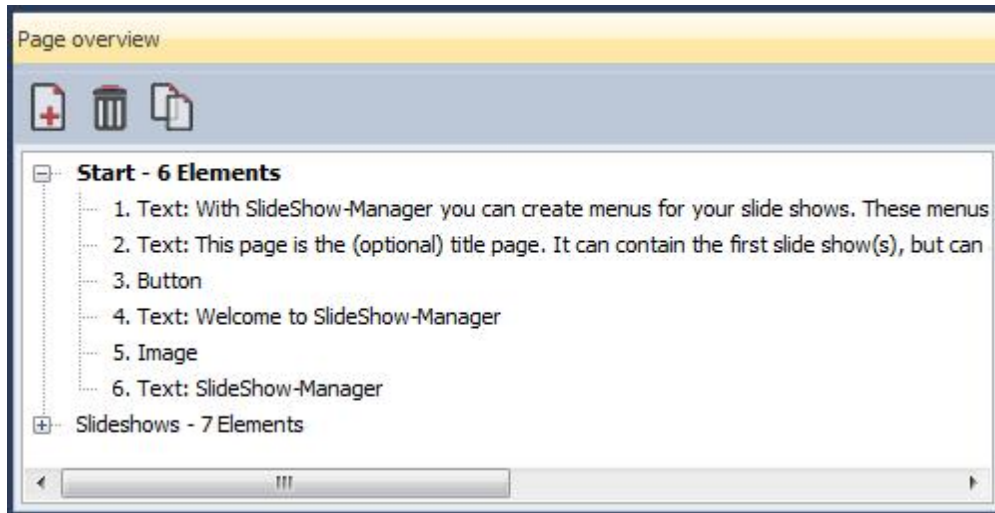 Page overview
Start - 6 Elements
1. Text: With SlideShow-Manager you can create menus for your slide shows. These menus
2. Text: This page is the (optional) title page. It can contain the first slide show(s), but can
3. Button
4. Text: Welcome to SlideShow-Manager
5. Image
6. Text: SlideShow-Manager
Slideshows - 7 Elements